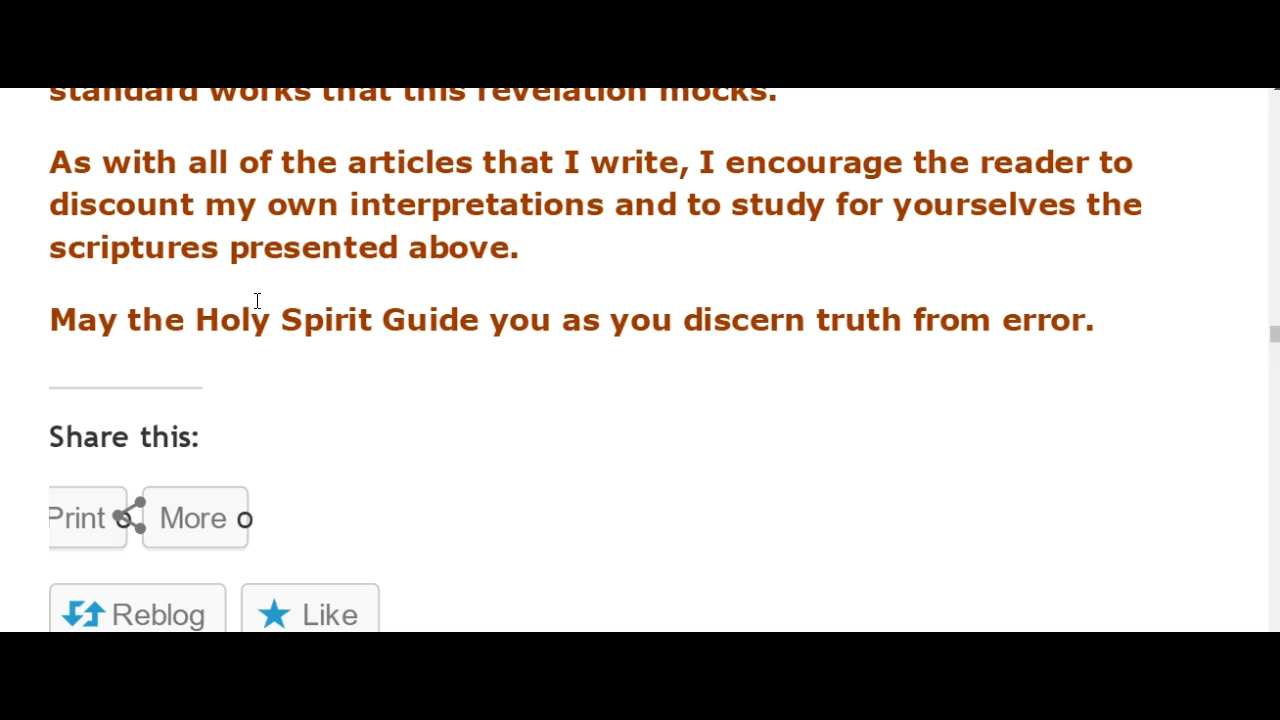 standard works that this revelation mocks.
As with all of the articles that I write, I encourage the reader to
discount my own interpretations and to study for yourselves the
scriptures presented above.
May the Holy Spirit Guide you as you discern truth from error.
Share this:
Print o More o
Reblog Like